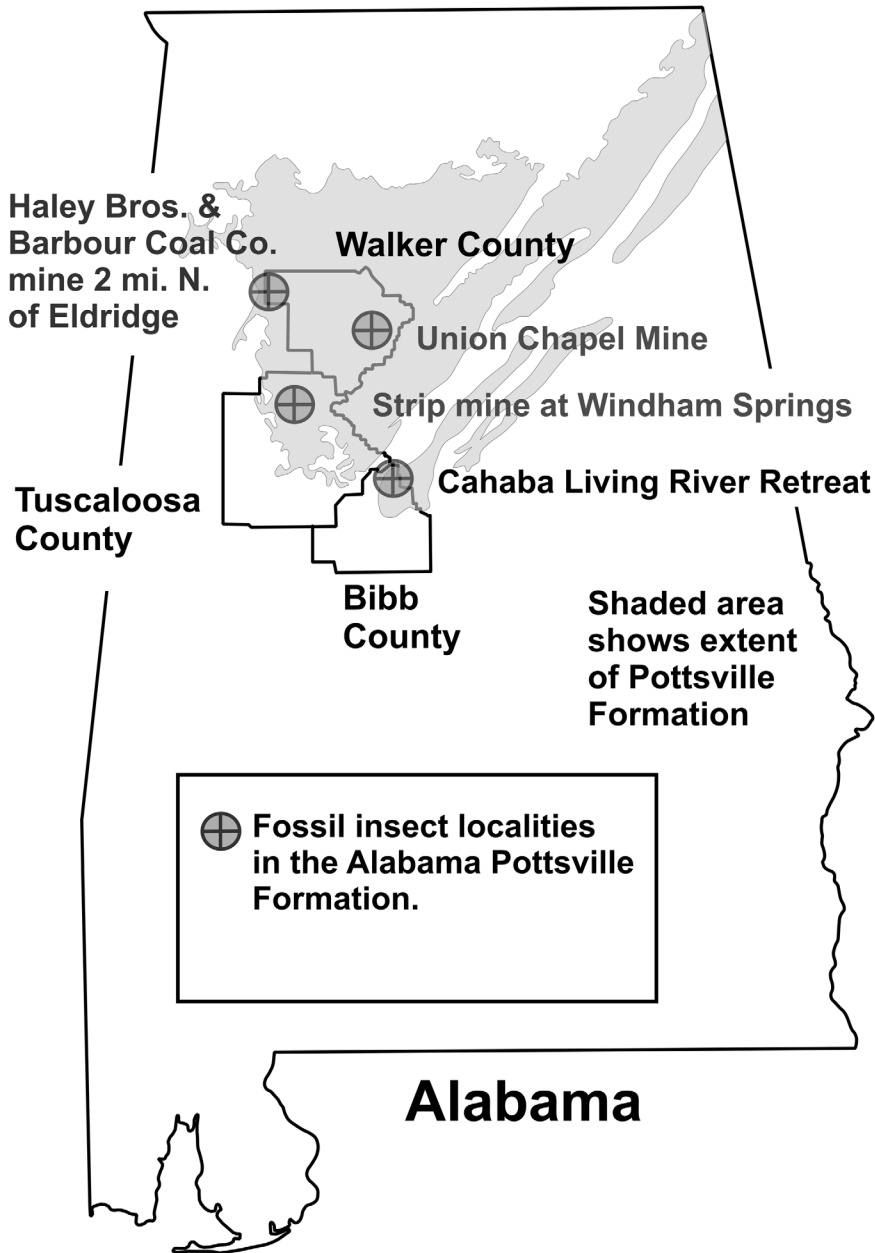 Haley Bros. &
Barbour Coal Co.
mine 2 mi. N.
of Eldridge
Walker County
Union Chapel Mine
Strip mine at Windham Springs
Cahaba Living River Retreat
Tuscaloosa
County
Bibb
County
Shaded area
shows extent
of Pottsville
Formation
Fossil insect localities
in the Alabama Pottsville
Formation.
Alabama